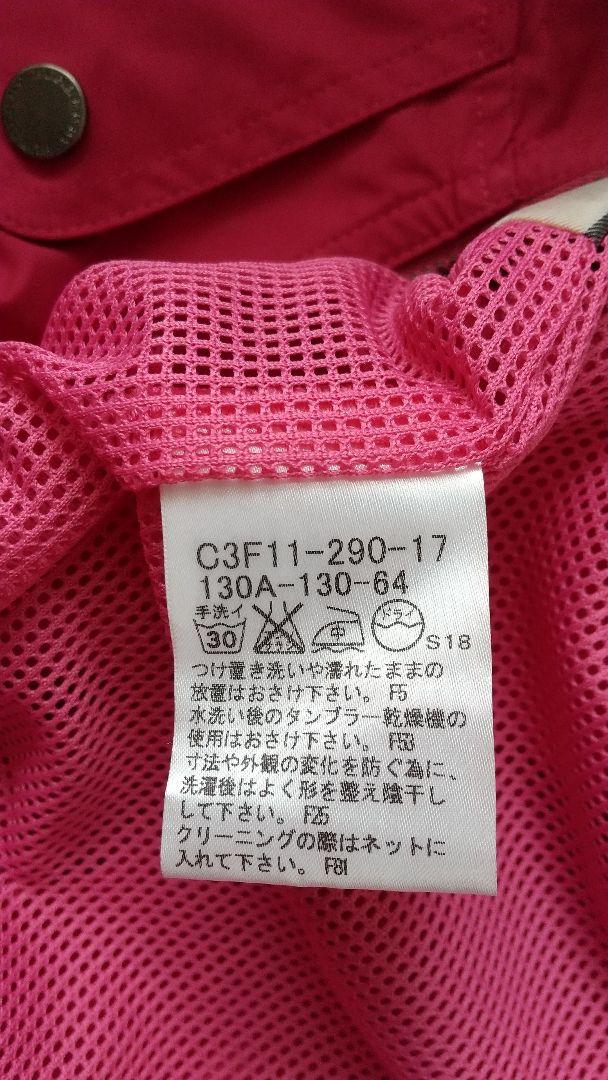 C3F11-290-17
130A-130-64
手洗イ
30
中
ドライ
S18
つけ置き洗いや濡れたままの
放置はおさけ下さい。 F5
水洗い後のタンブラー乾燥機の
使用はおさけ下さい。 F53
寸法や外観の変化を防ぐ為に、
洗濯後はよく形を整え陰干し
して下さい。 F25
クリーニングの際はネットに
入れて下さい。 F81